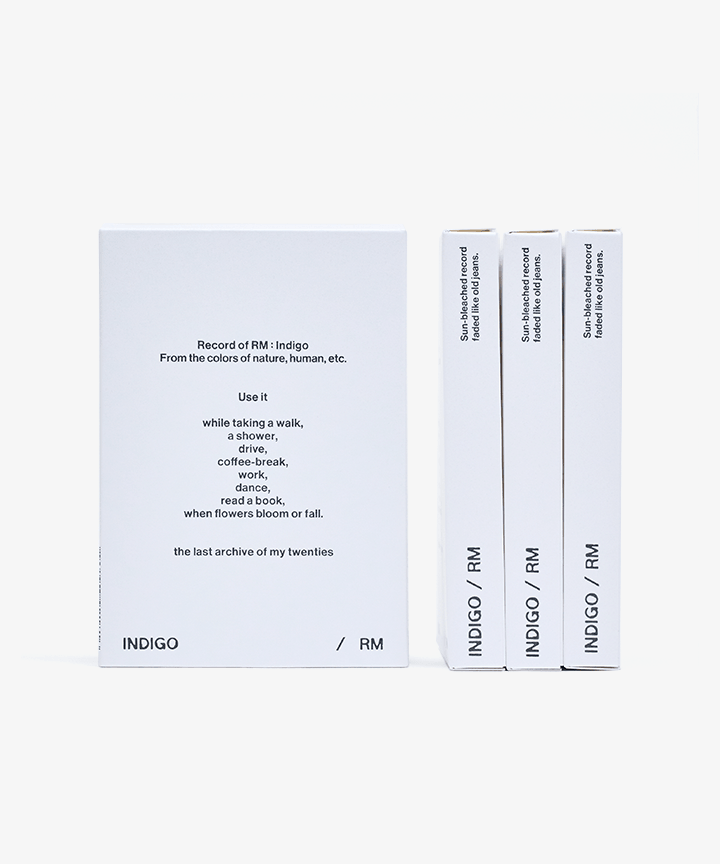 Record of RM : Indigo
From the colors of nature, human, etc.
Use it
while taking a walk,
a shower,
drive,
coffee-break,
work,
dance,
read a book,
when flowers bloom or fall.
the last archive of my twenties
INDIGO / RM
Sun-bleached record
faded like old jeans.
INDIGO / RM
Sun-bleached record
faded like old jeans.
INDIGO / RM
Sun-bleached record
faded like old jeans.
INDIGO / RM